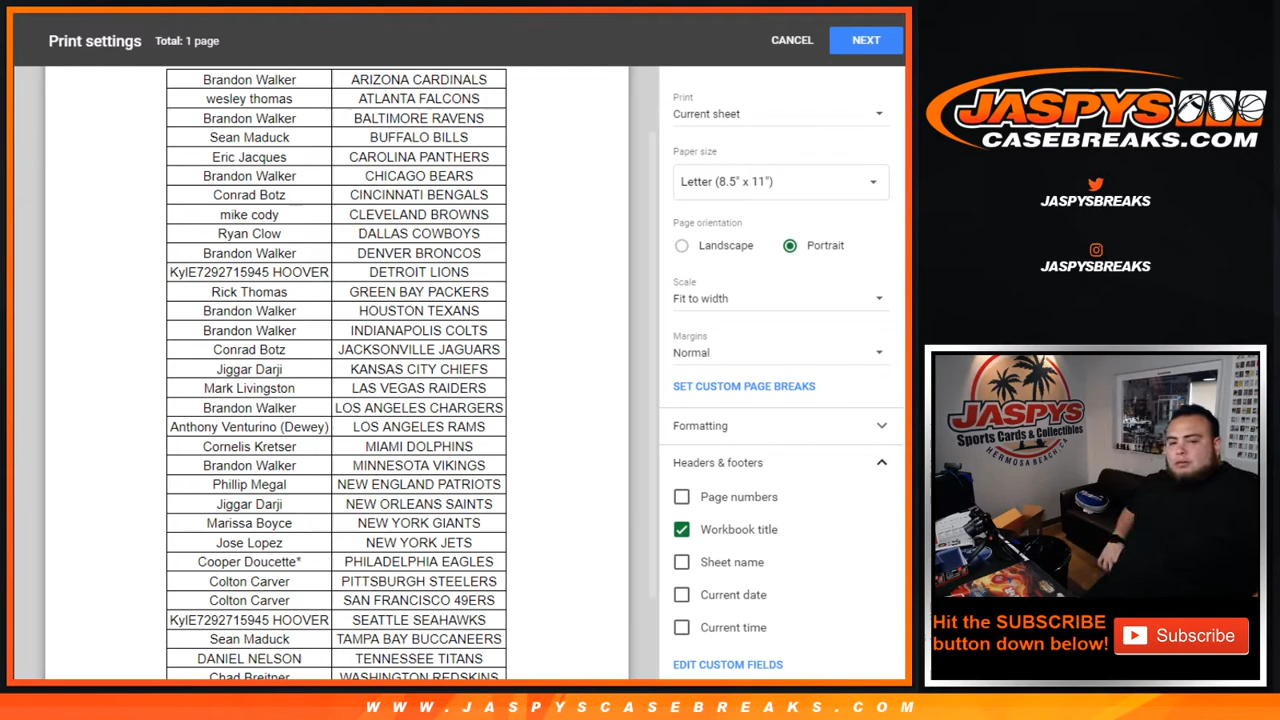 Print settings Total: 1 page CANCEL NEXT
Brandon Walker ARIZONA CARDINALS
wesley thomas ATLANTA FALCONS
Brandon Walker BALTIMORE RAVENS
Sean Maduck BUFFALO BILLS
Eric Jacques CAROLINA PANTHERS
Brandon Walker CHICAGO BEARS
Conrad Botz CINCINNATI BENGALS
mike cody CLEVELAND BROWNS
Ryan Clow DALLAS COWBOYS
Brandon Walker DENVER BRONCOS
KylE7292715945 HOOVER DETROIT LIONS
Rick Thomas GREEN BAY PACKERS
Brandon Walker HOUSTON TEXANS
Brandon Walker INDIANAPOLIS COLTS
Conrad Botz JACKSONVILLE JAGUARS
Jiggar Darji KANSAS CITY CHIEFS
Mark Livingston LAS VEGAS RAIDERS
Brandon Walker LOS ANGELES CHARGERS
Anthony Venturino (Dewey) LOS ANGELES RAMS
Cornelis Kretser MIAMI DOLPHINS
Brandon Walker MINNESOTA VIKINGS
Phillip Megal NEW ENGLAND PATRIOTS
Jiggar Darji NEW ORLEANS SAINTS
Marissa Boyce NEW YORK GIANTS
Jose Lopez NEW YORK JETS
Cooper Doucette* PHILADELPHIA EAGLES
Colton Carver PITTSBURGH STEELERS
Colton Carver SAN FRANCISCO 49ERS
KylE7292715945 HOOVER SEATTLE SEAHAWKS
Sean Maduck TAMPA BAY BUCCANEERS
DANIEL NELSON TENNESSEE TITANS
Chad Breitner WASHINGTON REDSKINS
Print
Current sheet
Paper size
Letter (8.5" x 11")
Page orientation
Landscape Portrait
Scale
Fit to width
Margins
Normal
SET CUSTOM PAGE BREAKS
Formatting
Headers & footers
Page numbers
Workbook title
Sheet name
Current date
Current time
EDIT CUSTOM FIELDS
JASPYS
CASEBREAKS.COM
JASPYSBREAKS
JASPYSBREAKS
JASPYS
Sports Cards & Collectibles
HERMOSA BEACH, CA
Hit the SUBSCRIBE
button down below!
Subscribe
WWW.JASPYSCASEBREAKS.COM